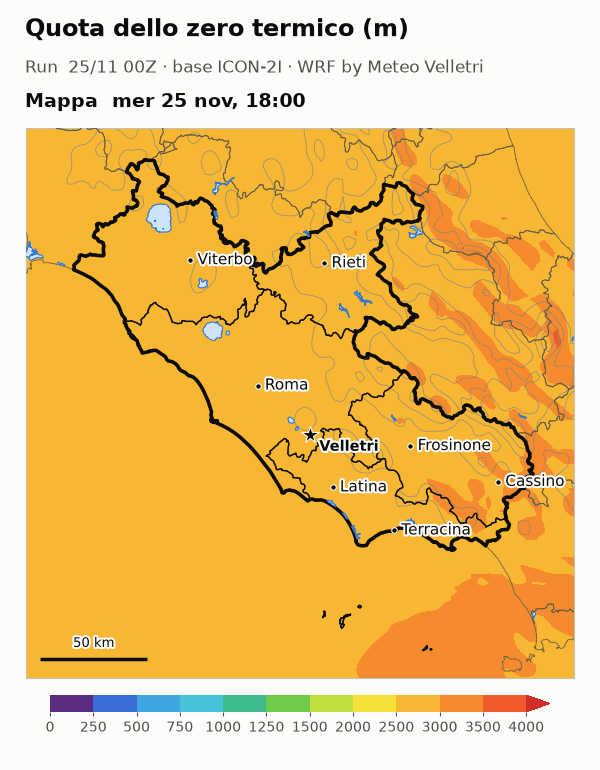 Quota dello zero termico (m)
Run  25/11 00Z · base ICON-2I · WRF by Meteo Velletri
Mappa  mer 25 nov, 18:00
Viterbo
Rieti
Roma
Velletri
Frosinone
Cassino
Latina
Terracina
50 km
0 250 500 750 1000 1250 1500 2000 2500 3000 3500 4000